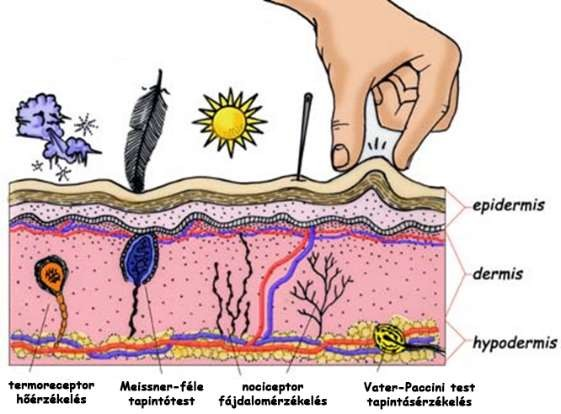 epidermis
dermis
hypodermis
termoreceptor
hőérzékelés
Meissner-féle
tapintótest
nociceptor
fájdalomérzékelés
Vater-Paccini test
tapintásérzékelés